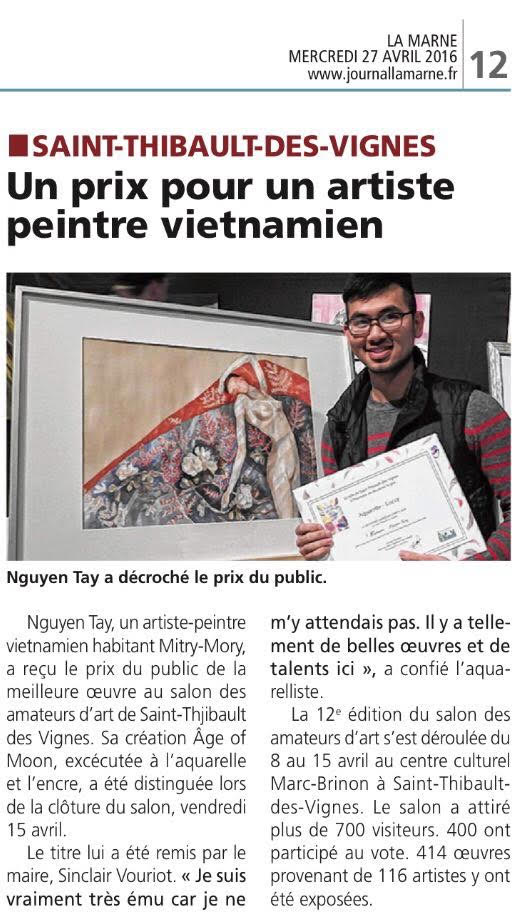 LA MARNE
MERCREDI 27 AVRIL 2016
www.journallamarne.fr
12
SAINT-THIBAULT-DES-VIGNES
Un prix pour un artiste
peintre vietnamien
Aquarelle - Lucie
Nguyen Tay a décroché le prix du public.
Nguyen Tay, un artiste-peintre
vietnamien habitant Mitry-Mory,
a reçu le prix du public de la
meilleure œuvre au salon des
amateurs d'art de Saint-Thjibault
des Vignes. Sa création Âge of
Moon, excécutée à l'aquarelle
et l'encre, a été distinguée lors
de la clôture du salon, vendredi
15 avril.
Le titre lui a été remis par le
maire, Sinclair Vouriot. « Je suis
vraiment très ému car je ne
m'y attendais pas. Il y a telle-
ment de belles œuvres et de
talents ici », a confié l'aqua-
relliste.
La 12e édition du salon des
amateurs d'art s'est déroulée du
8 au 15 avril au centre culturel
Marc-Brinon à Saint-Thibault-
des-Vignes. Le salon a attiré
plus de 700 visiteurs. 400 ont
participé au vote. 414 œuvres
provenant de 116 artistes y ont
été exposées.